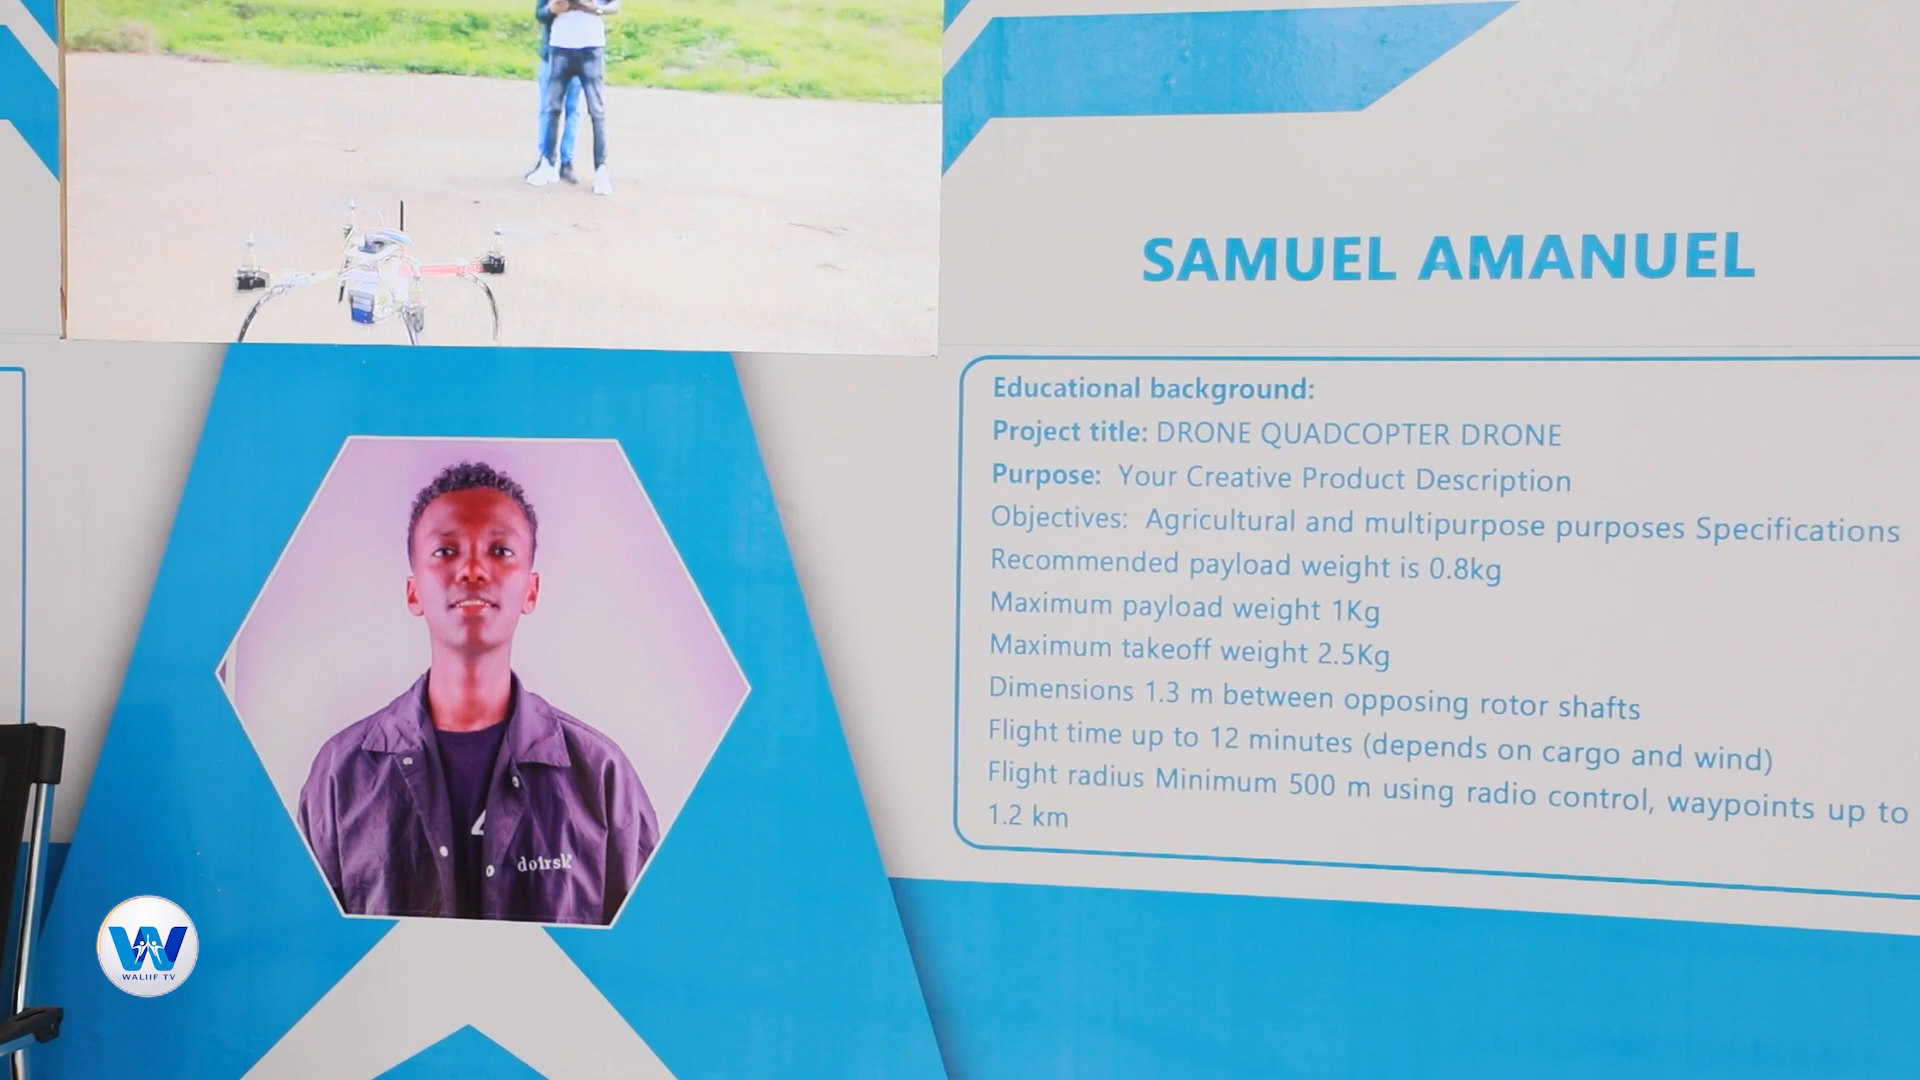 SAMUEL AMANUEL
Educational background:
Project title: DRONE QUADCOPTER DRONE
Purpose: Your Creative Product Description
Objectives: Agricultural and multipurpose purposes Specifications
Recommended payload weight is 0.8kg
Maximum payload weight 1Kg
Maximum takeoff weight 2.5Kg
Dimensions 1.3 m between opposing rotor shafts
Flight time up to 12 minutes (depends on cargo and wind)
Flight radius Minimum 500 m using radio control, waypoints up to
1.2 km
W
WALIIF TV